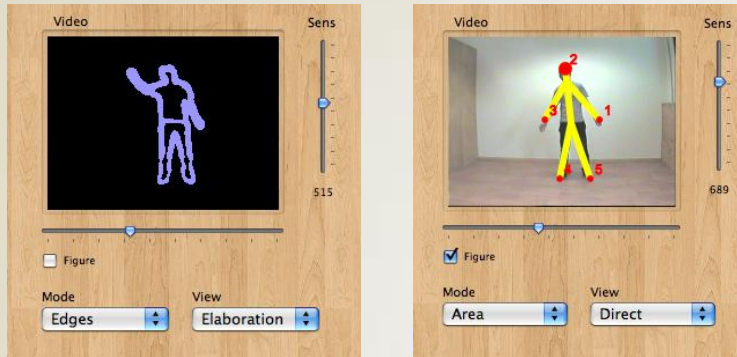 Video Sens
515
Figure
Mode View
Edges Elaboration
Video Sens
2
3 1
4 5
689
Figure
Mode View
Area Direct